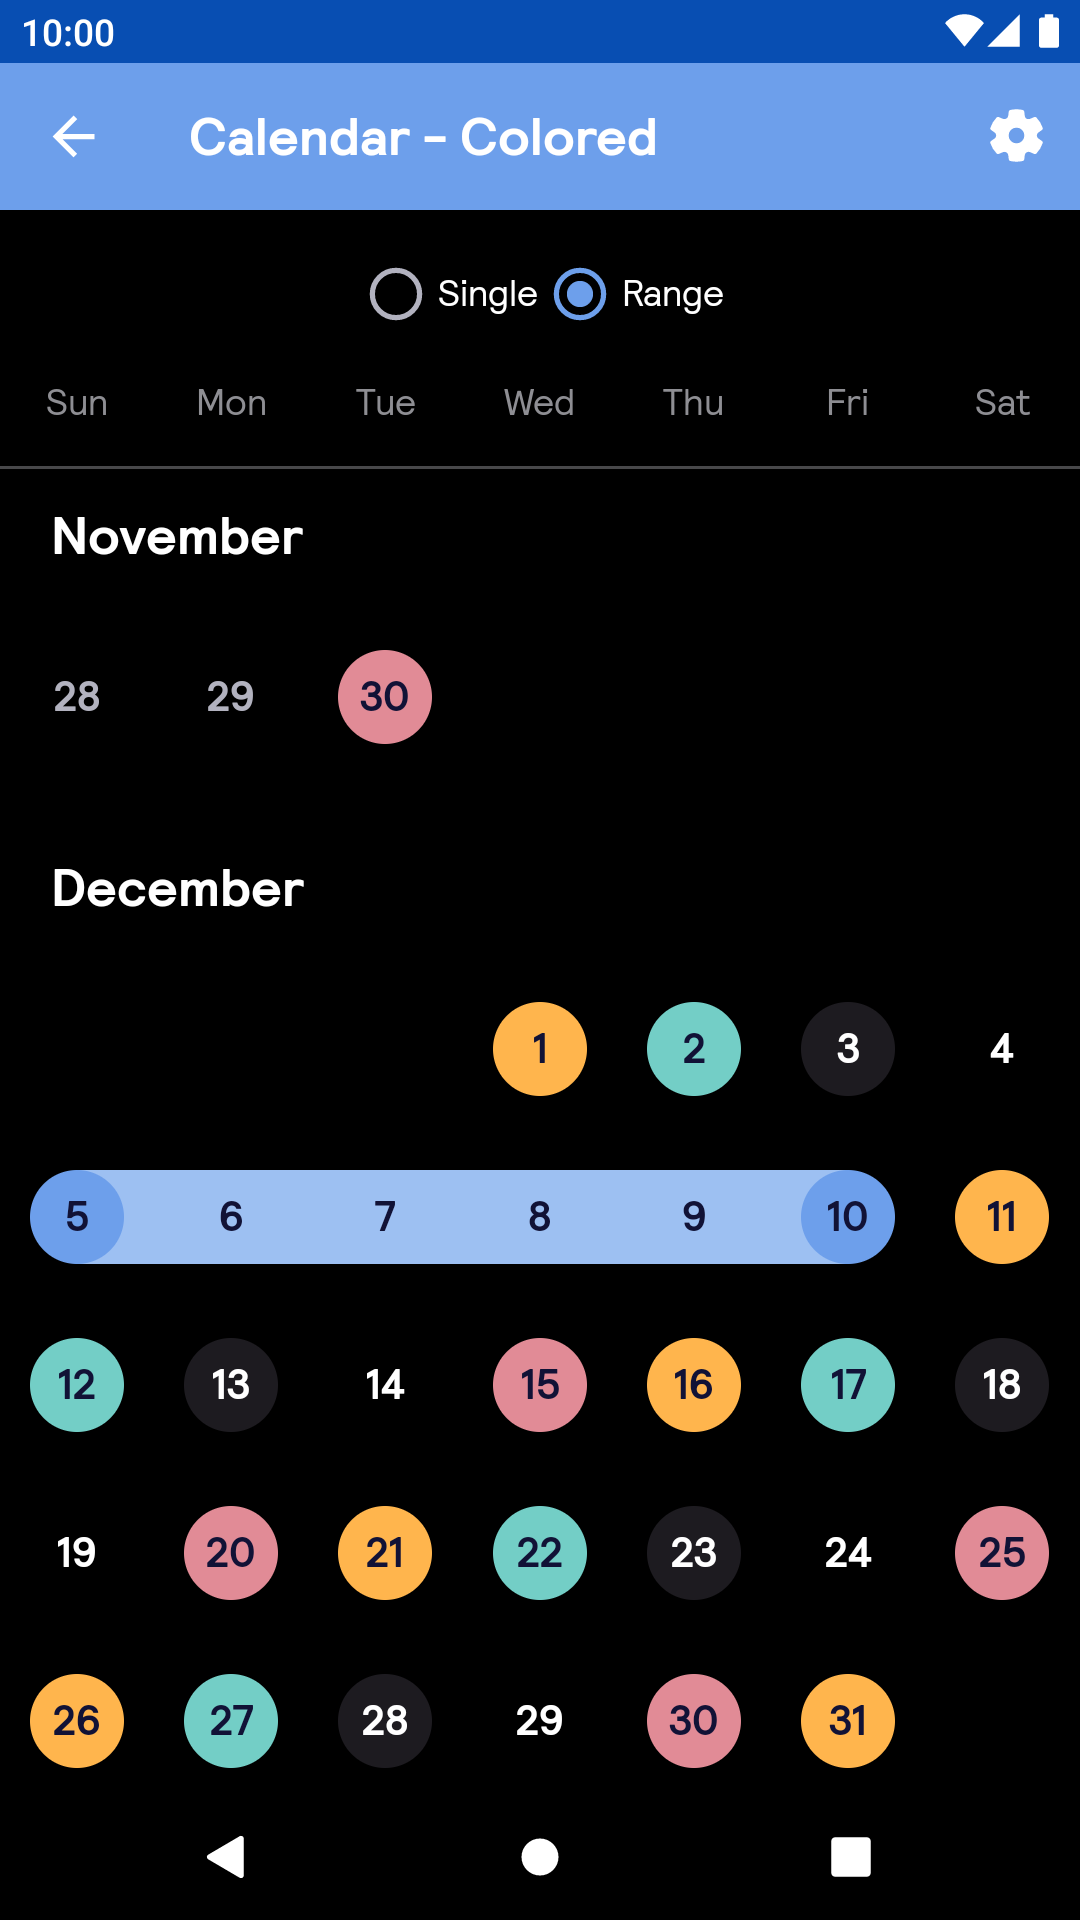 10:00
Calendar - Colored
Single Range
Sun Mon Tue Wed Thu Fri Sat
November
28 29 30
December
1 2 3 4
5 6 7 8 9 10 11
12 13 14 15 16 17 18
19 20 21 22 23 24 25
26 27 28 29 30 31